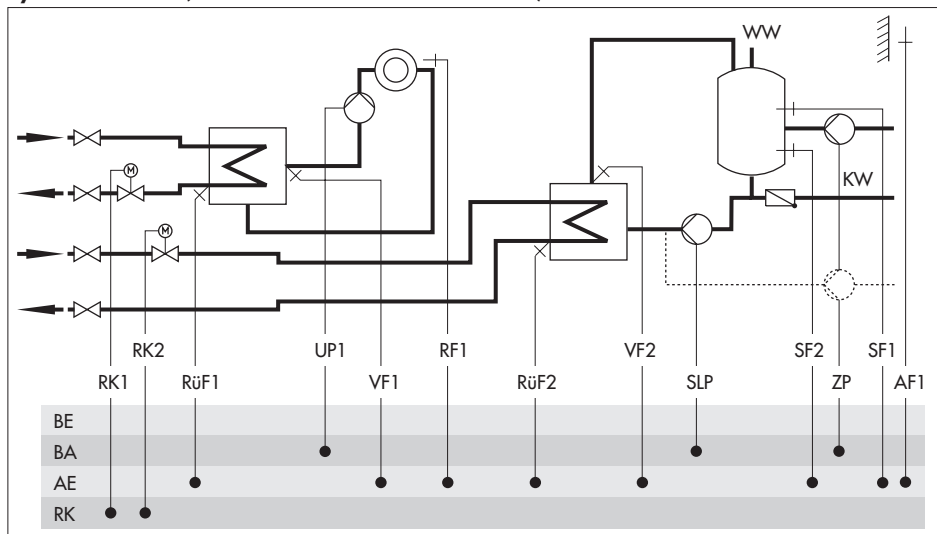 WW
M
KW
M
RK2 UP1 RF1 VF2 SF2 SF1
RK1 RüF1 VF1 RüF2 SLP ZP AF1
BE
BA
AE
RK